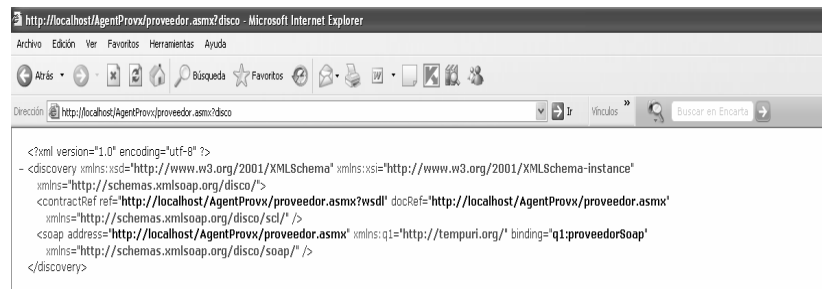 http://localhost/AgentProvx/proveedor.asmx?disco - Microsoft Internet Explorer
Archivo Edición Ver Favoritos Herramientas Ayuda
Atrás Búsqueda Favoritos
Dirección http://localhost/AgentProvx/proveedor.asmx?disco Ir Vínculos » Buscar en Encarta
<?xml version="1.0" encoding="utf-8" ?>
- <discovery xmlns:xsd="http://www.w3.org/2001/XMLSchema" xmlns:xsi="http://www.w3.org/2001/XMLSchema-instance"
xmlns="http://schemas.xmlsoap.org/disco/">
<contractRef ref="http://localhost/AgentProvx/proveedor.asmx?wsdl" docRef="http://localhost/AgentProvx/proveedor.asmx"
xmlns="http://schemas.xmlsoap.org/disco/scl/" />
<soap address="http://localhost/AgentProvx/proveedor.asmx" xmlns:q1="http://tempuri.org/" binding="q1:proveedorSoap"
xmlns="http://schemas.xmlsoap.org/disco/soap/" />
</discovery>